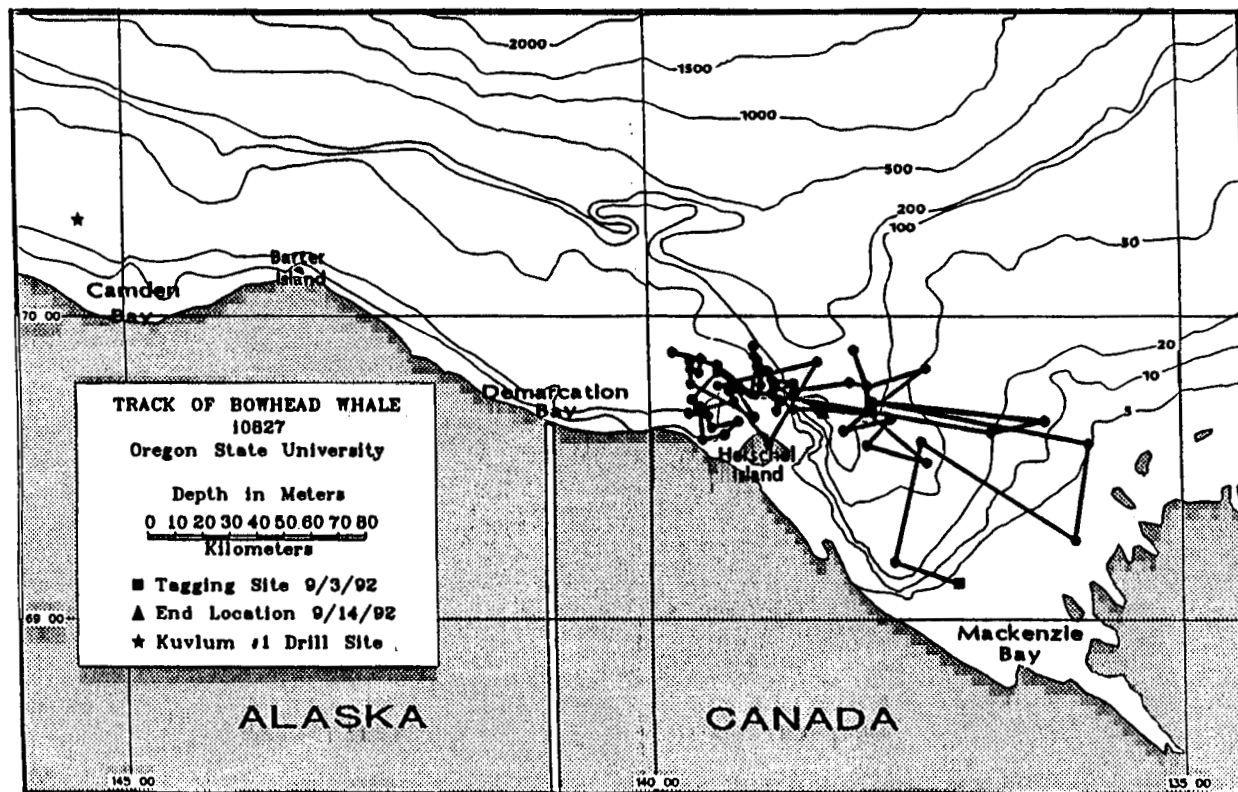 2000
1500
1000
500
200
100
50
Barter
Island
Camden
Bay
70 00
20
10
5
TRACK OF BOWHEAD WHALE
10827
Oregon State University
Depth in Meters
0 10 20 30 40 50 60 70 80
Kilometers
■ Tagging Site 9/3/92
▲ End Location 9/14/92
★ Kuvlum #1 Drill Site
Demarcation
Bay
Herschel
Island
69 00
Mackenzie
Bay
ALASKA
CANADA
145 00
140 00
135 00